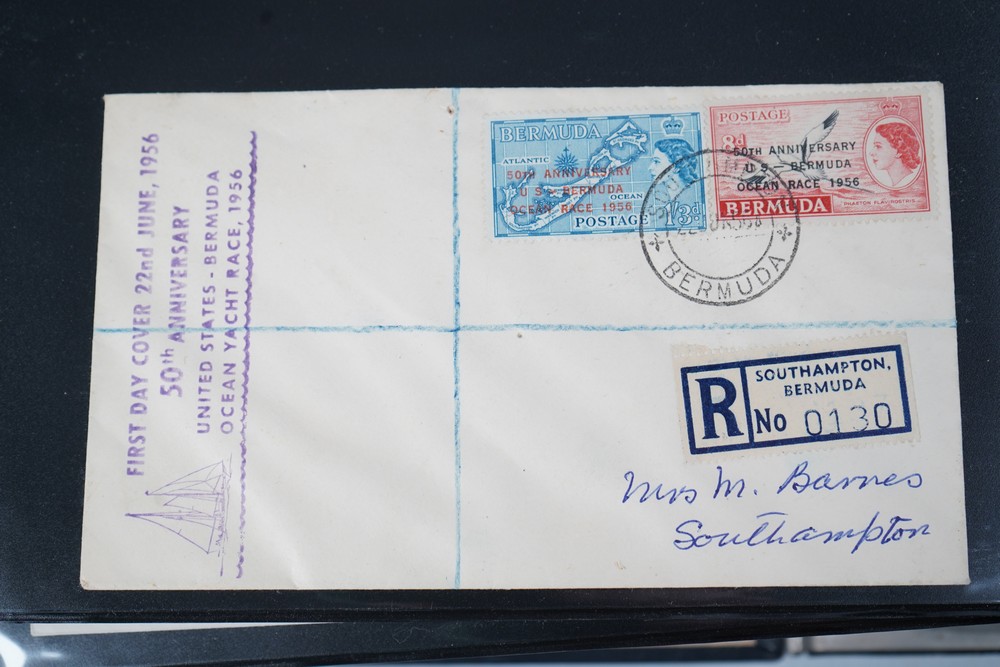 FIRST DAY COVER 22nd JUNE, 1956
50th ANNIVERSARY
UNITED STATES - BERMUDA
OCEAN YACHT RACE, 1956
BERMUDA
ATLANTIC
50TH ANNIVERSARY
U S - BERMUDA
OCEAN
OCEAN RACE 1956
POSTAGE 1/3d
POSTAGE
8d
50TH ANNIVERSARY
U S - BERMUDA
OCEAN RACE 1956
PHAETHON FLAVIROSTRIS
BERMUDA
BERMUDA
R
SOUTHAMPTON,
BERMUDA
No 0130
Mrs M. Barnes
Southampton